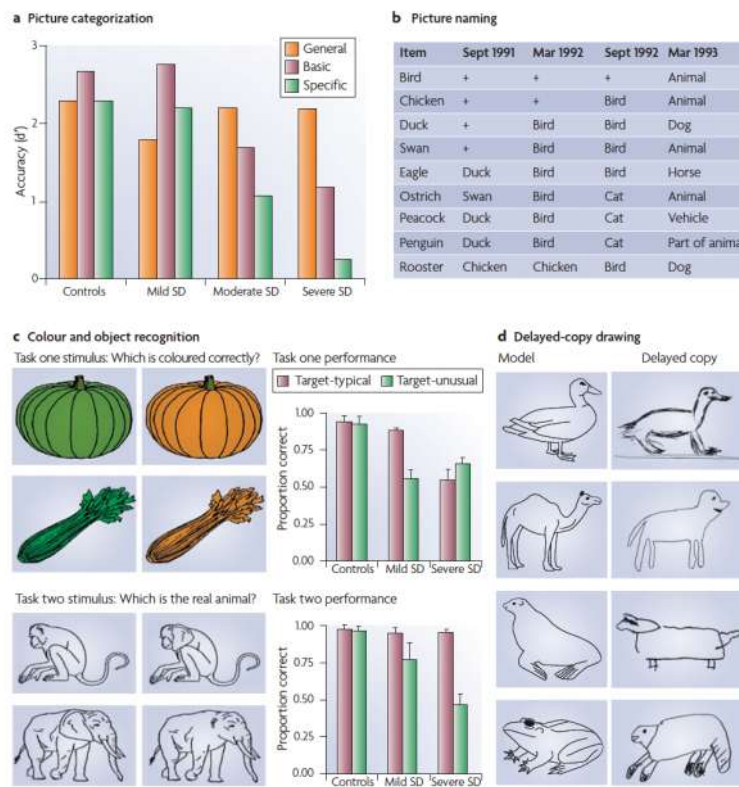 a Picture categorization
3
2
1
0
Accuracy (d')
General
Basic
Specific
Controls Mild SD Moderate SD Severe SD
b Picture naming
Item Sept 1991 Mar 1992 Sept 1992 Mar 1993
Bird + + + Animal
Chicken + + Bird Animal
Duck + Bird Bird Dog
Swan + Bird Bird Animal
Eagle Duck Bird Bird Horse
Ostrich Swan Bird Cat Animal
Peacock Duck Bird Cat Vehicle
Penguin Duck Bird Cat Part of anima
Rooster Chicken Chicken Bird Dog
c Colour and object recognition
Task one stimulus: Which is coloured correctly?
Task one performance
Target-typical Target-unusual
1.00
0.75
0.50
0.25
0.00
Proportion correct
Controls Mild SD Severe SD
Task two stimulus: Which is the real animal?
Task two performance
1.00
0.75
0.50
0.25
0.00
Proportion correct
Controls Mild SD Severe SD
d Delayed-copy drawing
Model Delayed copy